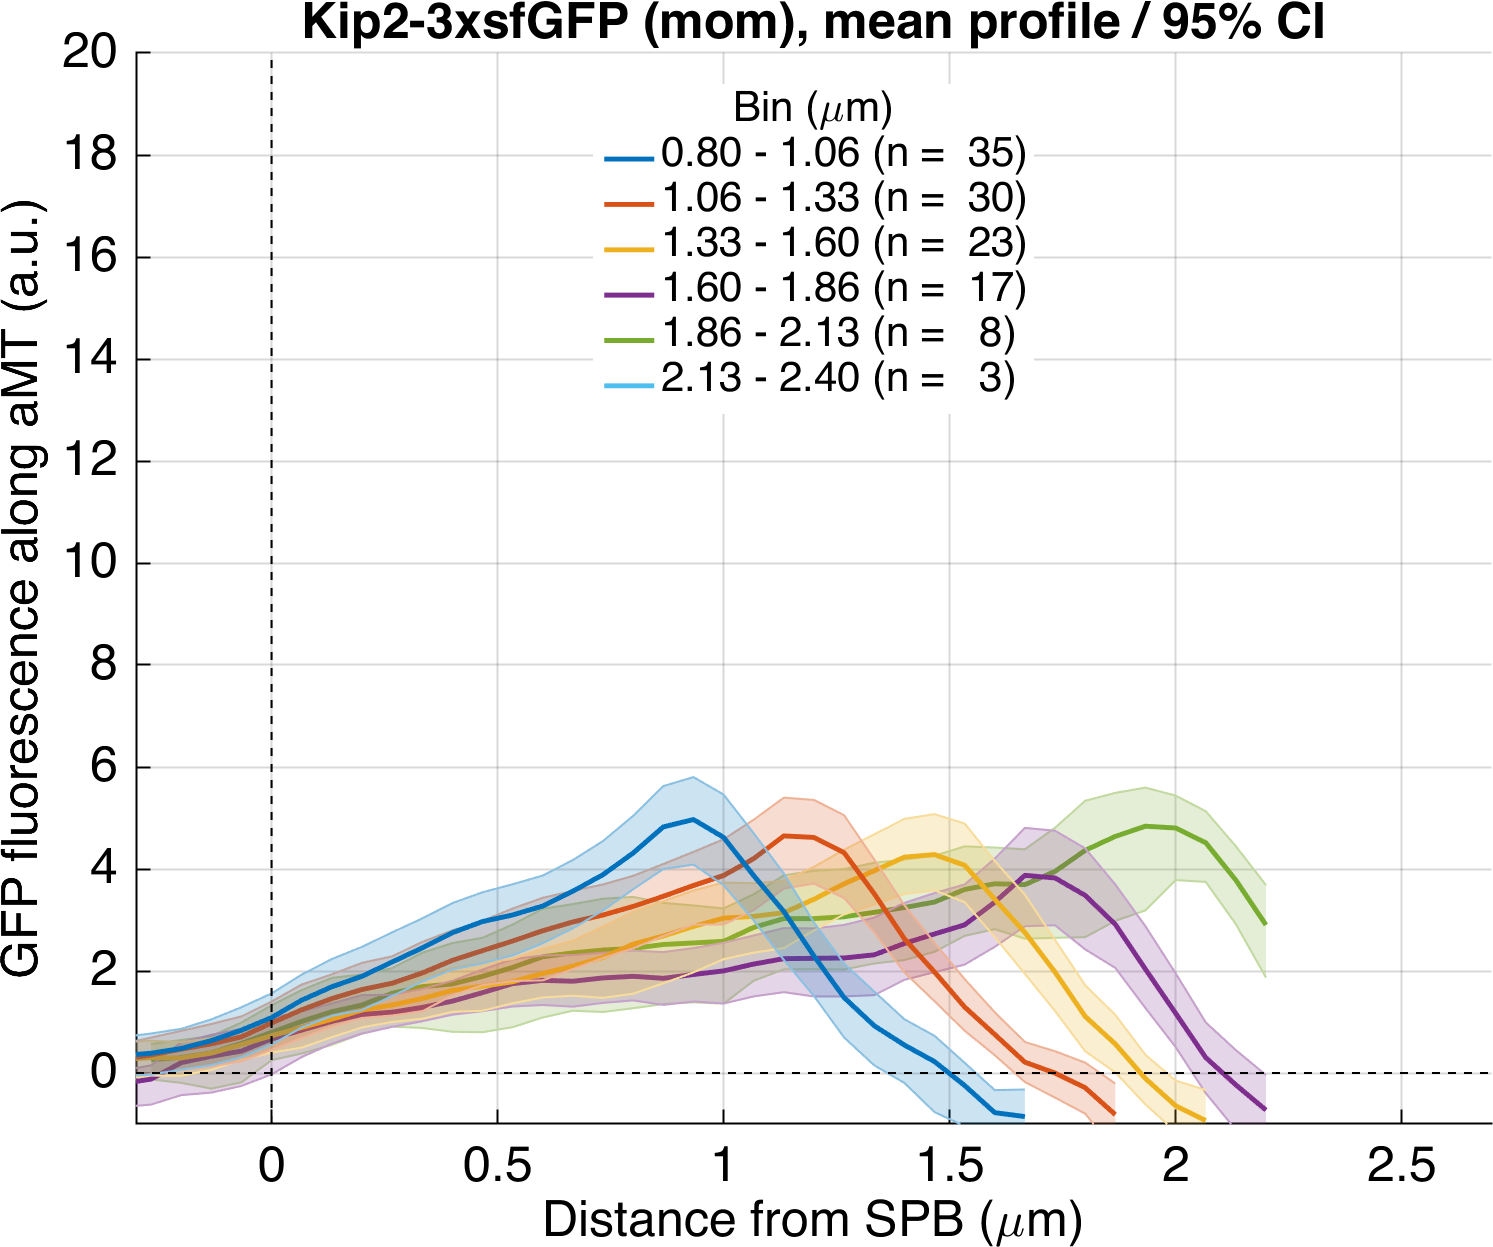 Kip2-3xsfGFP (mom), mean profile / 95% CI
GFP fluorescence along aMT (a.u.)
20
18
16
14
12
10
8
6
4
2
0
Bin (μm)
0.80 - 1.06 (n = 35)
1.06 - 1.33 (n = 30)
1.33 - 1.60 (n = 23)
1.60 - 1.86 (n = 17)
1.86 - 2.13 (n = 8)
2.13 - 2.40 (n = 3)
0 0.5 1 1.5 2 2.5
Distance from SPB (μm)